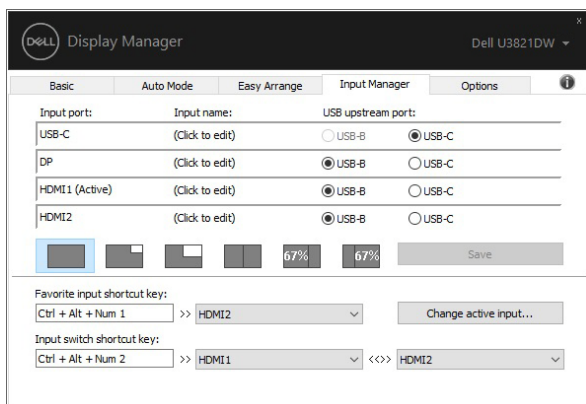 x
DELL Display Manager Dell U3821DW
Basic Auto Mode Easy Arrange Input Manager Options i
Input port: Input name: USB upstream port:
USB-C (Click to edit) USB-B USB-C
DP (Click to edit) USB-B USB-C
HDMI1 (Active) (Click to edit) USB-B USB-C
HDMI2 (Click to edit) USB-B USB-C
67% 67% Save
Favorite input shortcut key:
Ctrl + Alt + Num 1 >> HDMI2 Change active input...
Input switch shortcut key:
Ctrl + Alt + Num 2 >> HDMI1 <<>> HDMI2